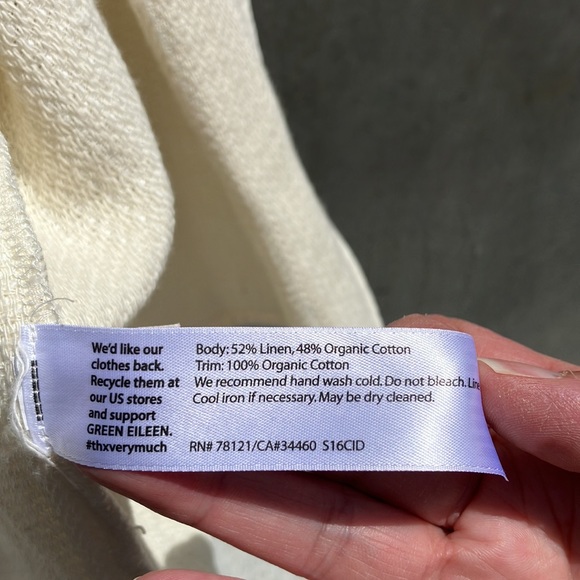 We'd like our
clothes back.
Recycle them at
our US stores
and support
GREEN EILEEN.
#thxverymuch
Body: 52% Linen, 48% Organic Cotton
Trim: 100% Organic Cotton
We recommend hand wash cold. Do not bleach. Line
Cool iron if necessary. May be dry cleaned.
RN# 78121/CA#34460 S16CID